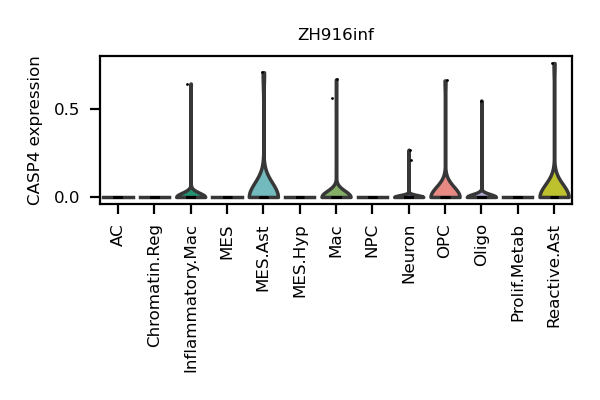 ZH916inf
CASP4 expression
0.5
0.0
AC
Chromatin.Reg
Inflammatory.Mac
MES
MES.Ast
MES.Hyp
Mac
NPC
Neuron
OPC
Oligo
Prolif.Metab
Reactive.Ast